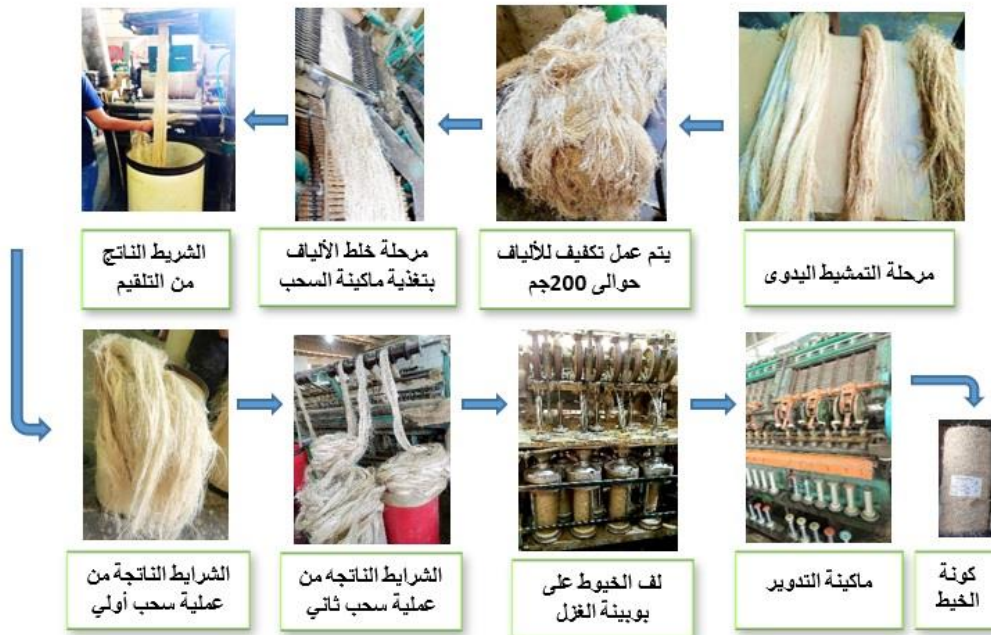 مرحلة التمشيط اليدوى
يتم عمل تكفيف للألياف
حوالى 200جم
مرحلة خلط الألياف
بتغذية ماكينة السحب
الشريط الناتج
من التلقيم
الشرايط الناتجة من
عملية سحب أولي
الشرايط الناتجه من
عملية سحب ثاني
لف الخيوط على
بوبينة الغزل
ماكينة التدوير
كونة
الخيط